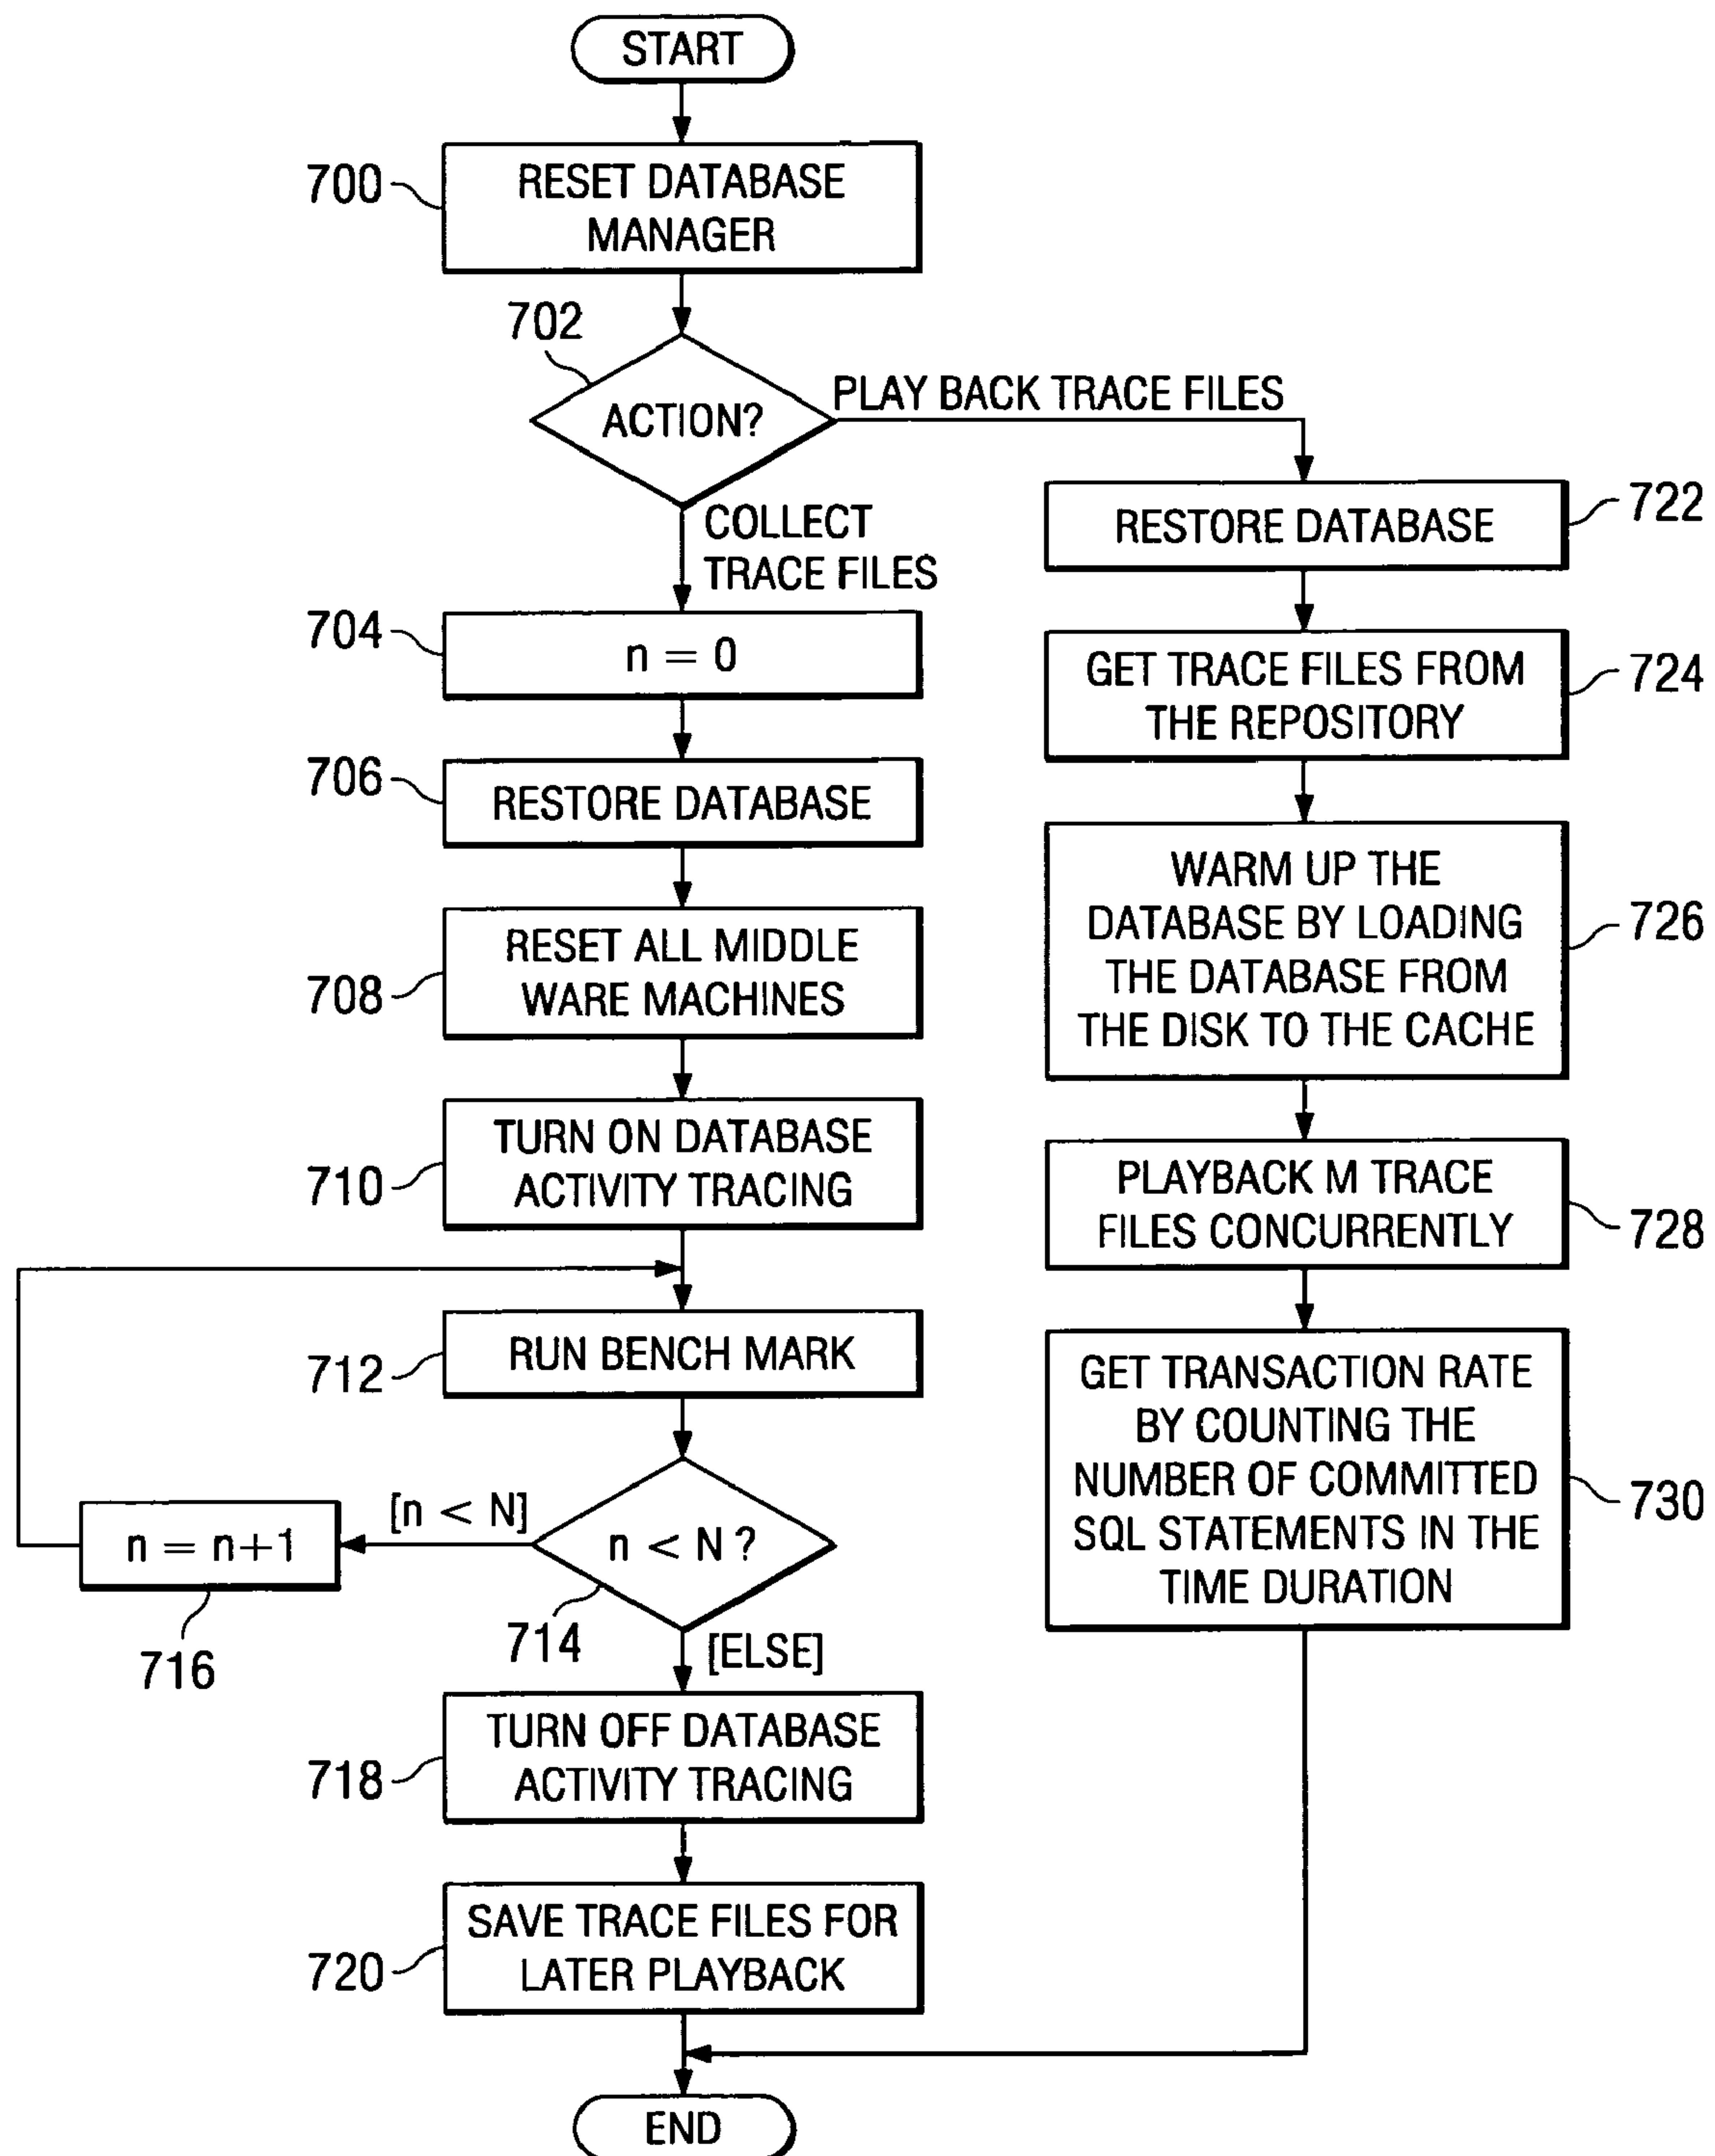 START
700
RESET DATABASE
MANAGER
702
ACTION?
PLAY BACK TRACE FILES
COLLECT
TRACE FILES
704
n = 0
706
RESTORE DATABASE
708
RESET ALL MIDDLE
WARE MACHINES
710
TURN ON DATABASE
ACTIVITY TRACING
712
RUN BENCH MARK
n < N ?
714
[n < N]
n = n+1
716
[ELSE]
718
TURN OFF DATABASE
ACTIVITY TRACING
720
SAVE TRACE FILES FOR
LATER PLAYBACK
RESTORE DATABASE
722
GET TRACE FILES FROM
THE REPOSITORY
724
WARM UP THE
DATABASE BY LOADING
THE DATABASE FROM
THE DISK TO THE CACHE
726
PLAYBACK M TRACE
FILES CONCURRENTLY
728
GET TRANSACTION RATE
BY COUNTING THE
NUMBER OF COMMITTED
SQL STATEMENTS IN THE
TIME DURATION
730
END